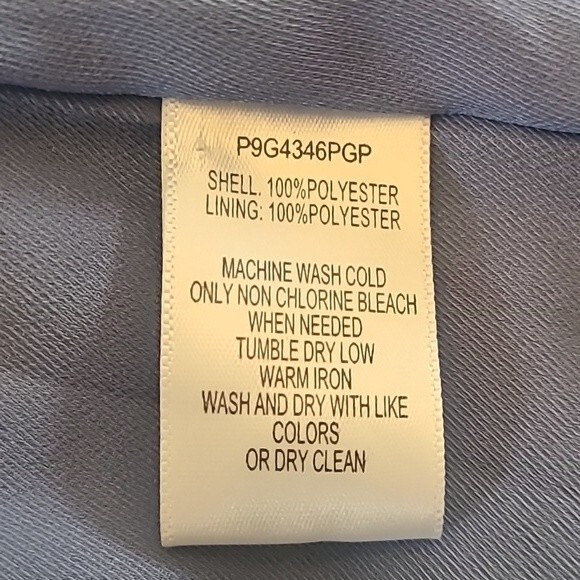 P9G4346PGP
SHELL. 100%POLYESTER
LINING: 100%POLYESTER
MACHINE WASH COLD
ONLY NON CHLORINE BLEACH
WHEN NEEDED
TUMBLE DRY LOW
WARM IRON
WASH AND DRY WITH LIKE
COLORS
OR DRY CLEAN